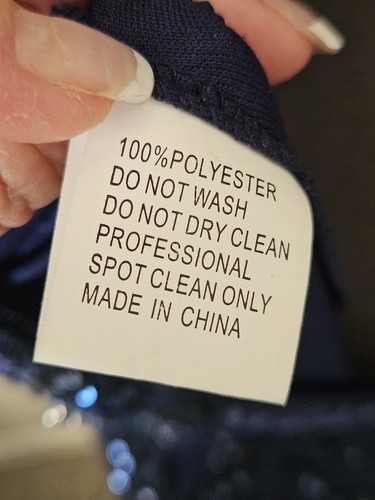 100%POLYESTER
DO NOT WASH
DO NOT DRY CLEAN
PROFESSIONAL
SPOT CLEAN ONLY
MADE IN CHINA